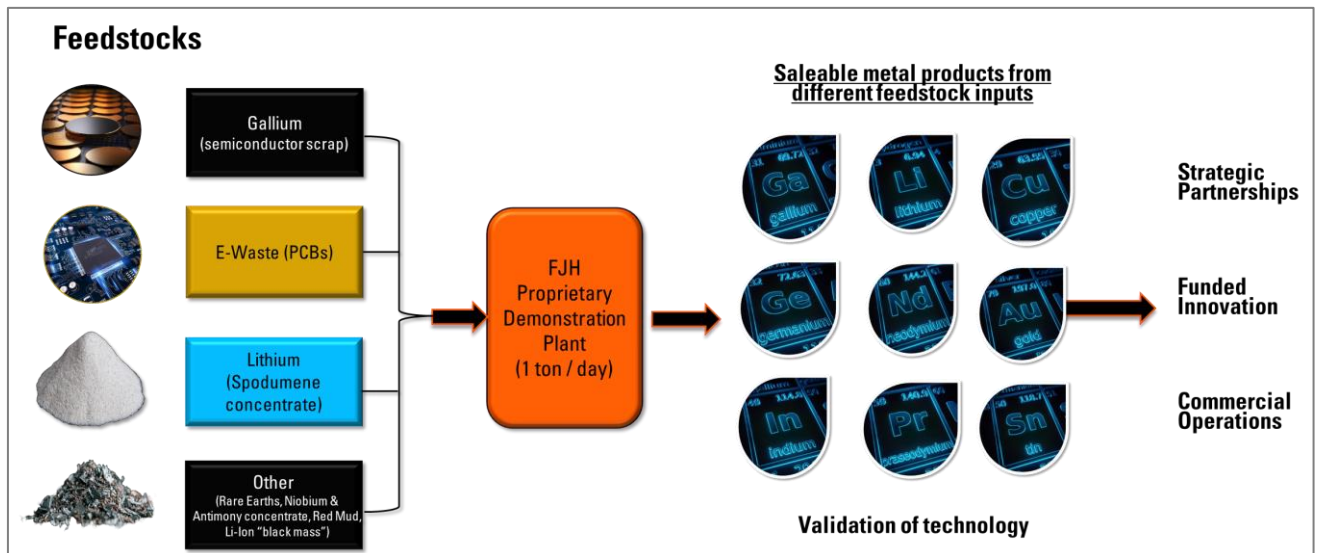 Feedstocks
Gallium
(semiconductor scrap)
E-Waste (PCBs)
Lithium
(Spodumene
concentrate)
Other
(Rare Earths, Niobium &
Antimony concentrate, Red Mud,
Li-Ion “black mass”)
FJH
Proprietary
Demonstration
Plant
(1 ton / day)
Saleable metal products from
different feedstock inputs
Ga
gallium
6.94
Li
lithium
Cu
copper
Ge
germanium
Nd
neodymium
Au
gold
In
indium
Pr
praseodymium
Sn
tin
Validation of technology
Strategic
Partnerships
Funded
Innovation
Commercial
Operations